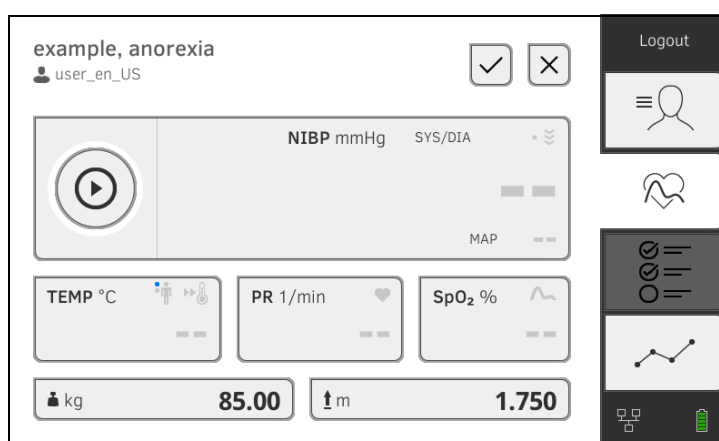 example, anorexia
user_en_US
Logout
NIBP mmHg SYS/DIA
-- --
MAP --
TEMP °C
--
PR 1/min
--
SpO₂ %
--
kg 85.00
m 1.750